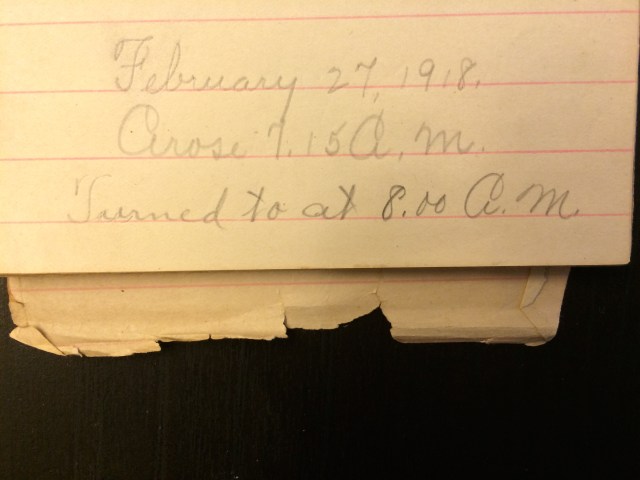 February 27, 1918.
Arose 7.15 A.M.
Turned to at 8.00 A.M.